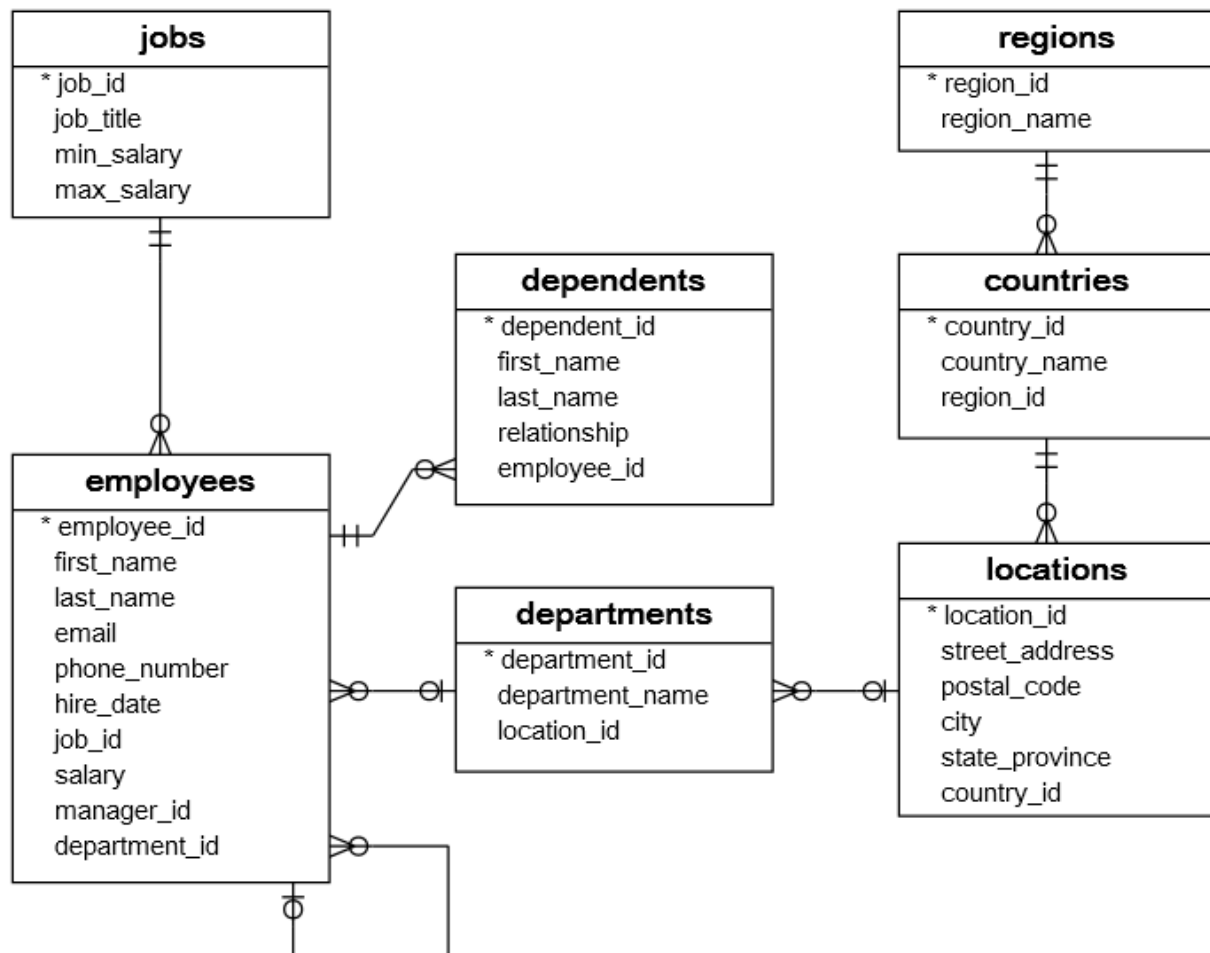 jobs
* job_id
job_title
min_salary
max_salary
regions
* region_id
region_name
dependents
* dependent_id
first_name
last_name
relationship
employee_id
countries
* country_id
country_name
region_id
employees
* employee_id
first_name
last_name
email
phone_number
hire_date
job_id
salary
manager_id
department_id
departments
* department_id
department_name
location_id
locations
* location_id
street_address
postal_code
city
state_province
country_id